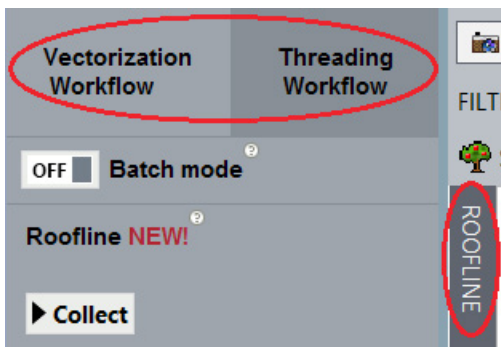 Vectorization
Workflow
Threading
Workflow
FILT
OFF
Batch mode
?
Roofline NEW!
?
Collect
ROOFLINE